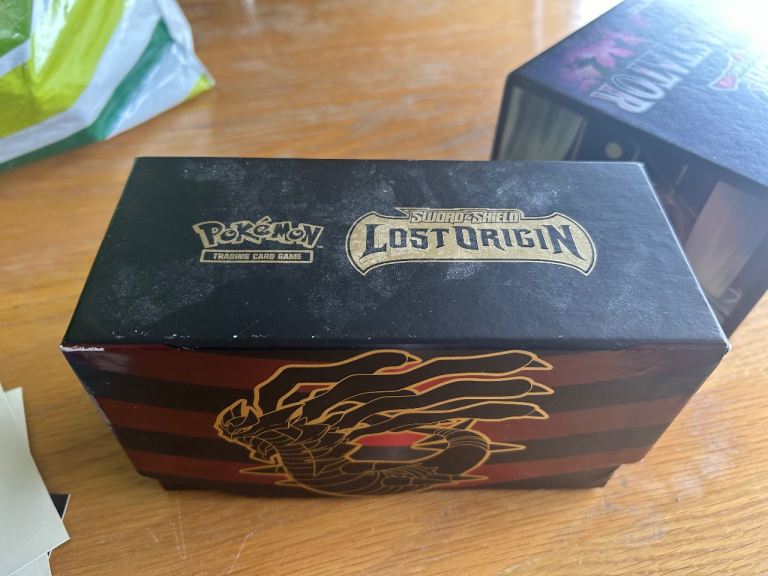 POKÉMON
TRADING CARD GAME
SWORD & SHIELD
LOST ORIGIN